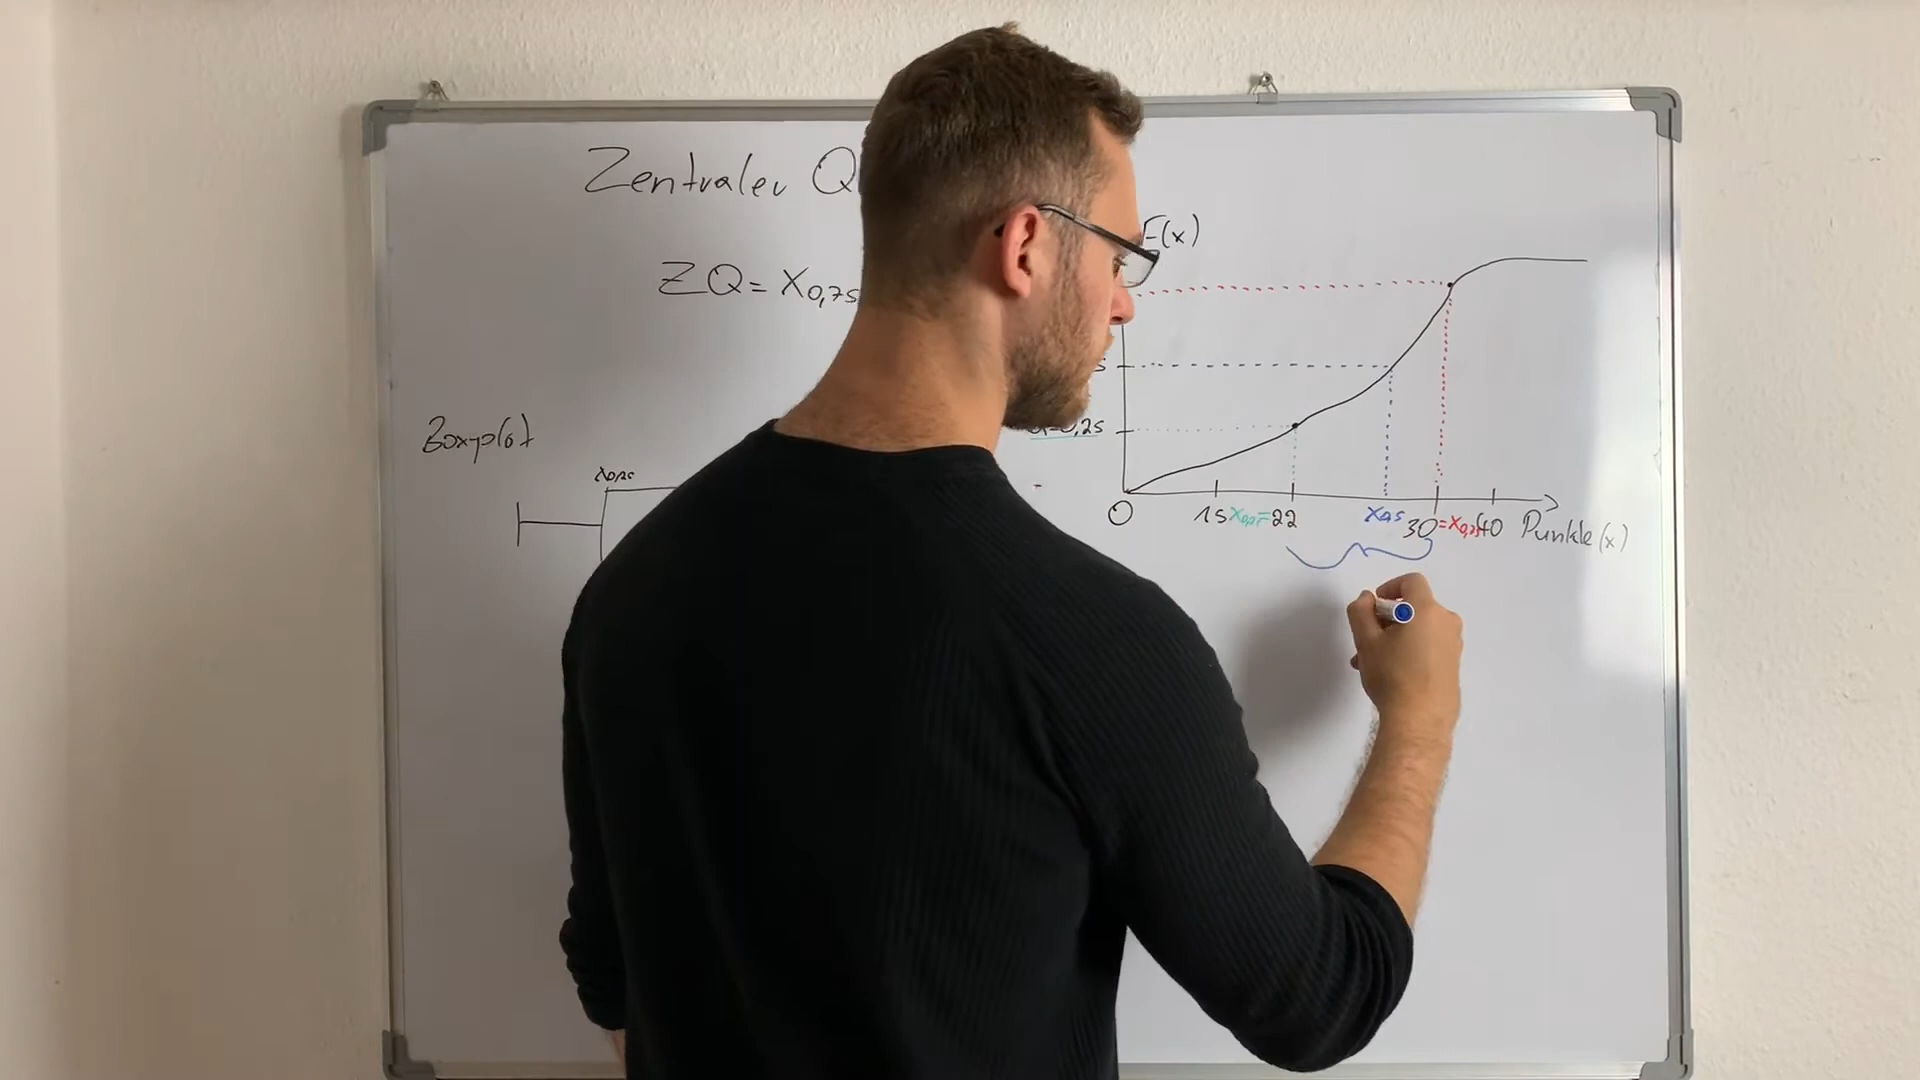 Zentraler Q
ZQ = X0,75
F(x)
Boxplot
X0,25
0,25
0 15 X0,25=22 X0,5 30=X0,75 40 Punkte (x)